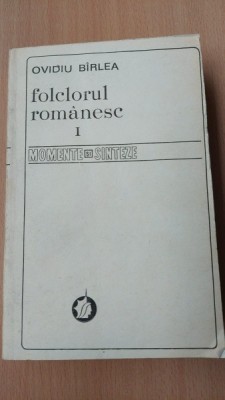 OVIDIU BÎRLEA
folclorul
românesc
I
MOMENTE ȘI SINTEZE